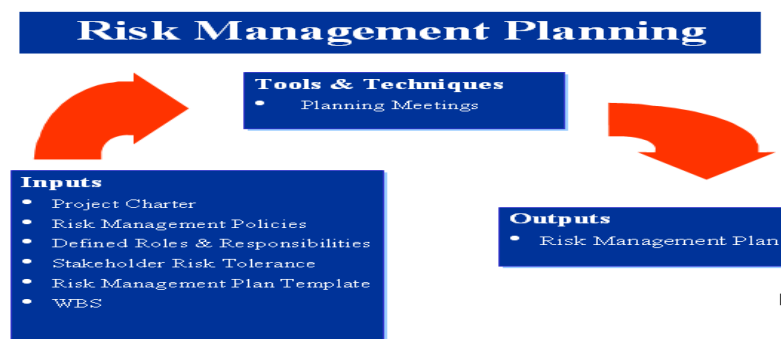 Risk Management Planning
Tools & Techniques
• Planning Meetings
Inputs
• Project Charter
• Risk Management Policies
• Defined Roles & Responsibilities
• Stakeholder Risk Tolerance
• Risk Management Plan Template
• WBS
Outputs
• Risk Management Plan